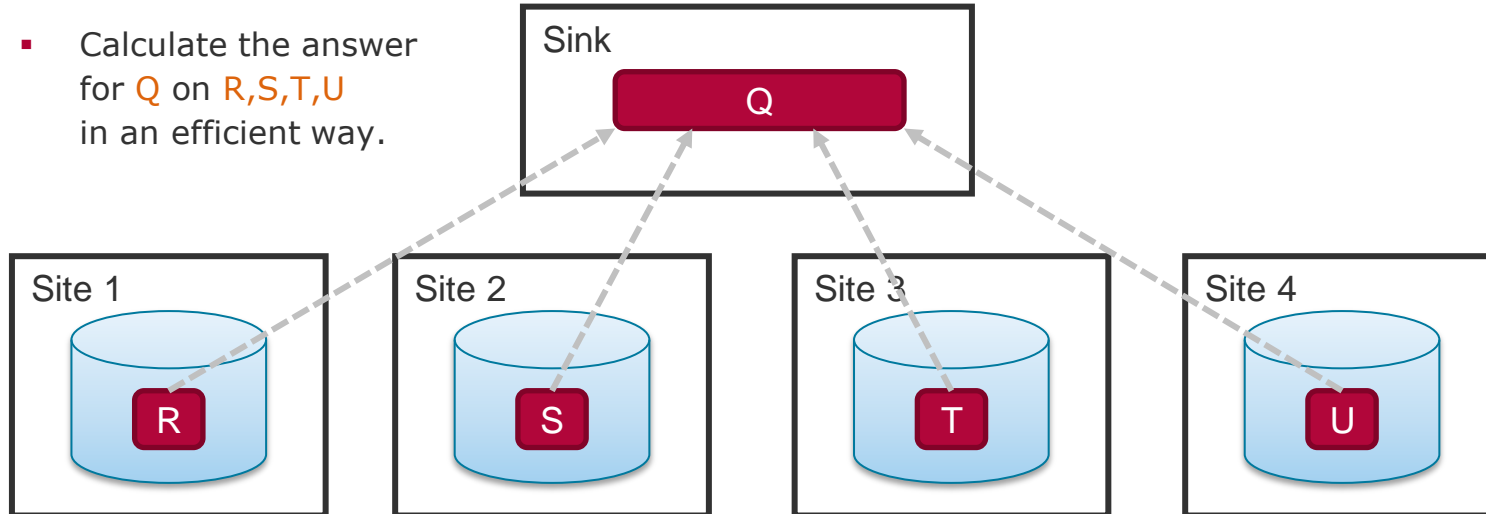 ▪ Calculate the answer
for Q on R,S,T,U
in an efficient way.
Sink
Q
Site 1
Site 2
Site 3
Site 4
R
S
T
U